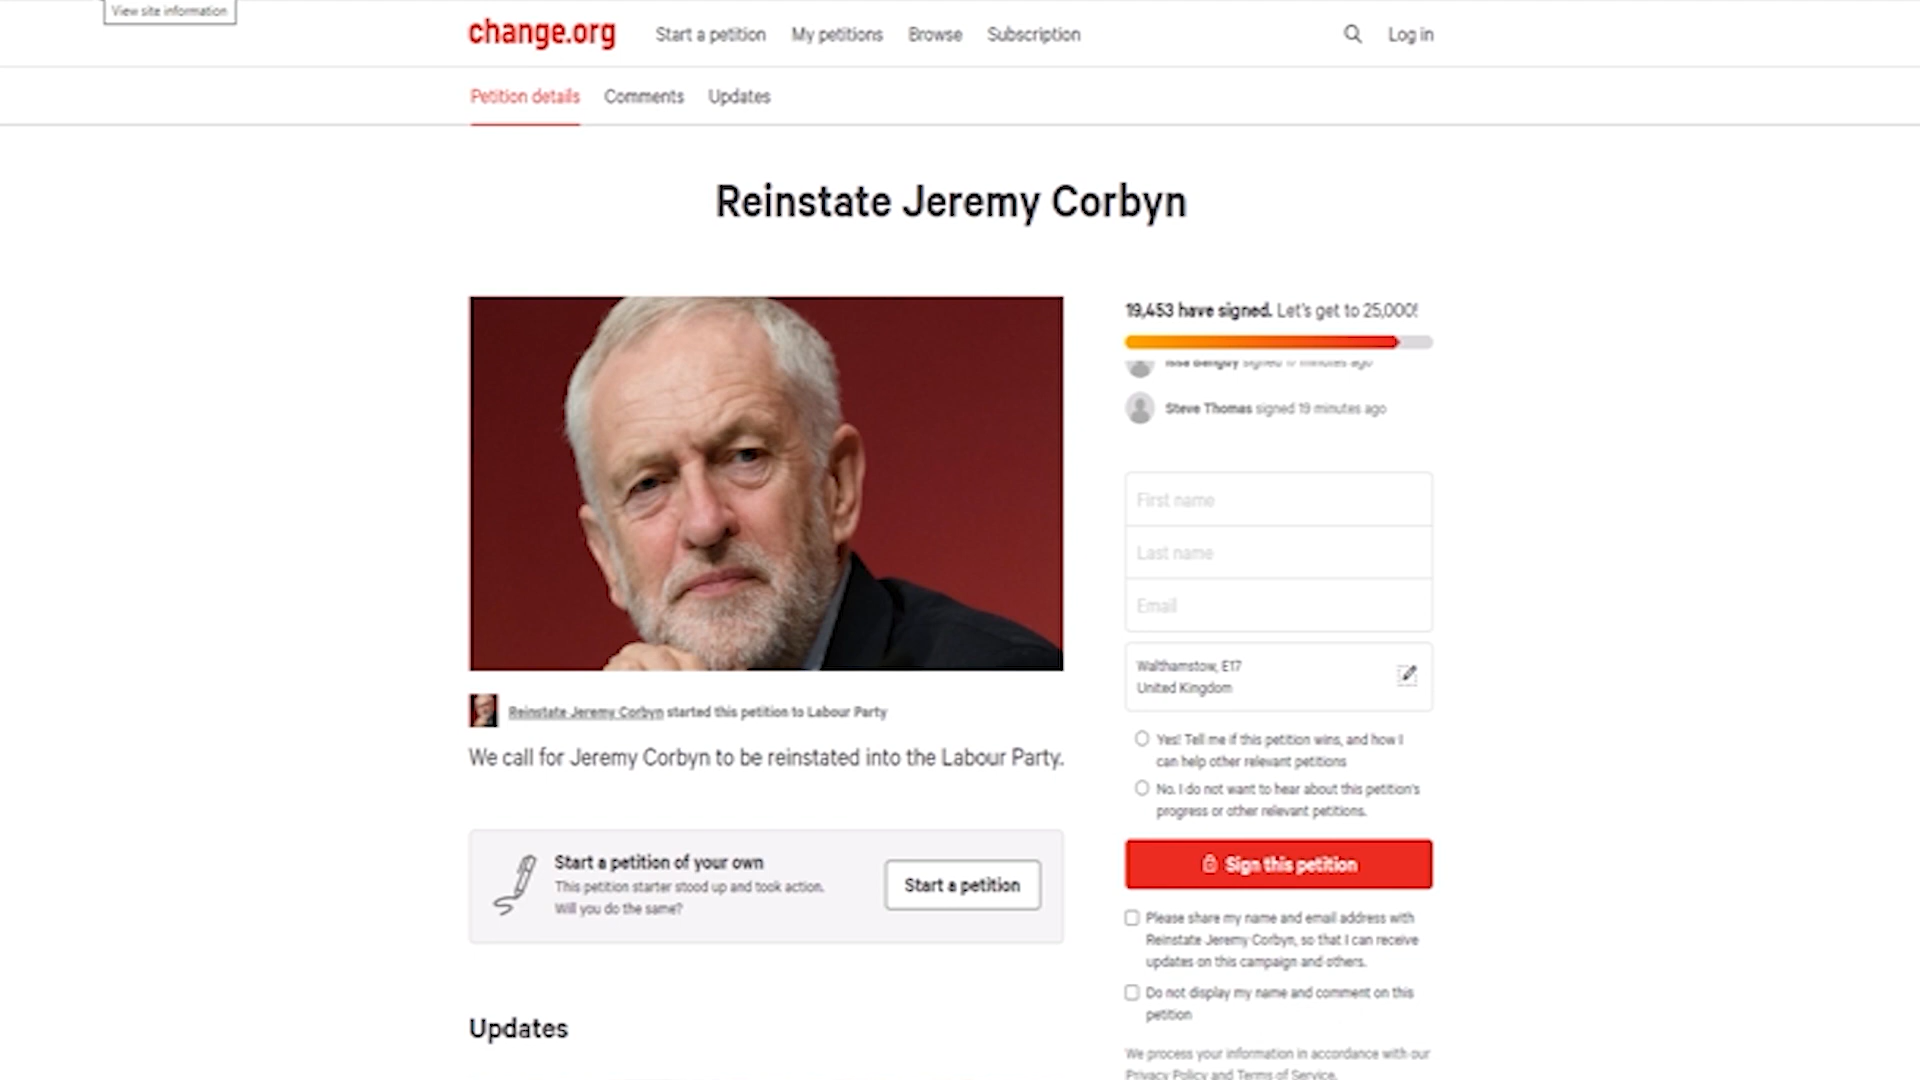 View site information
change.org
Start a petition
My petitions
Browse
Subscription
Log in
Petition details
Comments
Updates
Reinstate Jeremy Corbyn
19,453 have signed. Let's get to 25,000!
signed 17 minutes ago
Steve Thomas signed 19 minutes ago
First name
Last name
Email
Walthamstow, E17
United Kingdom
Yes! Tell me if this petition wins, and how I
can help other relevant petitions
No. I do not want to hear about this petition's
progress or other relevant petitions.
Sign this petition
Please share my name and email address with
Reinstate Jeremy Corbyn, so that I can receive
updates on this campaign and others.
Do not display my name and comment on this
petition
We process your information in accordance with our
Privacy Policy and Terms of Service.
Reinstate Jeremy Corbyn started this petition to Labour Party
We call for Jeremy Corbyn to be reinstated into the Labour Party.
Start a petition of your own
This petition starter stood up and took action.
Will you do the same?
Start a petition
Updates